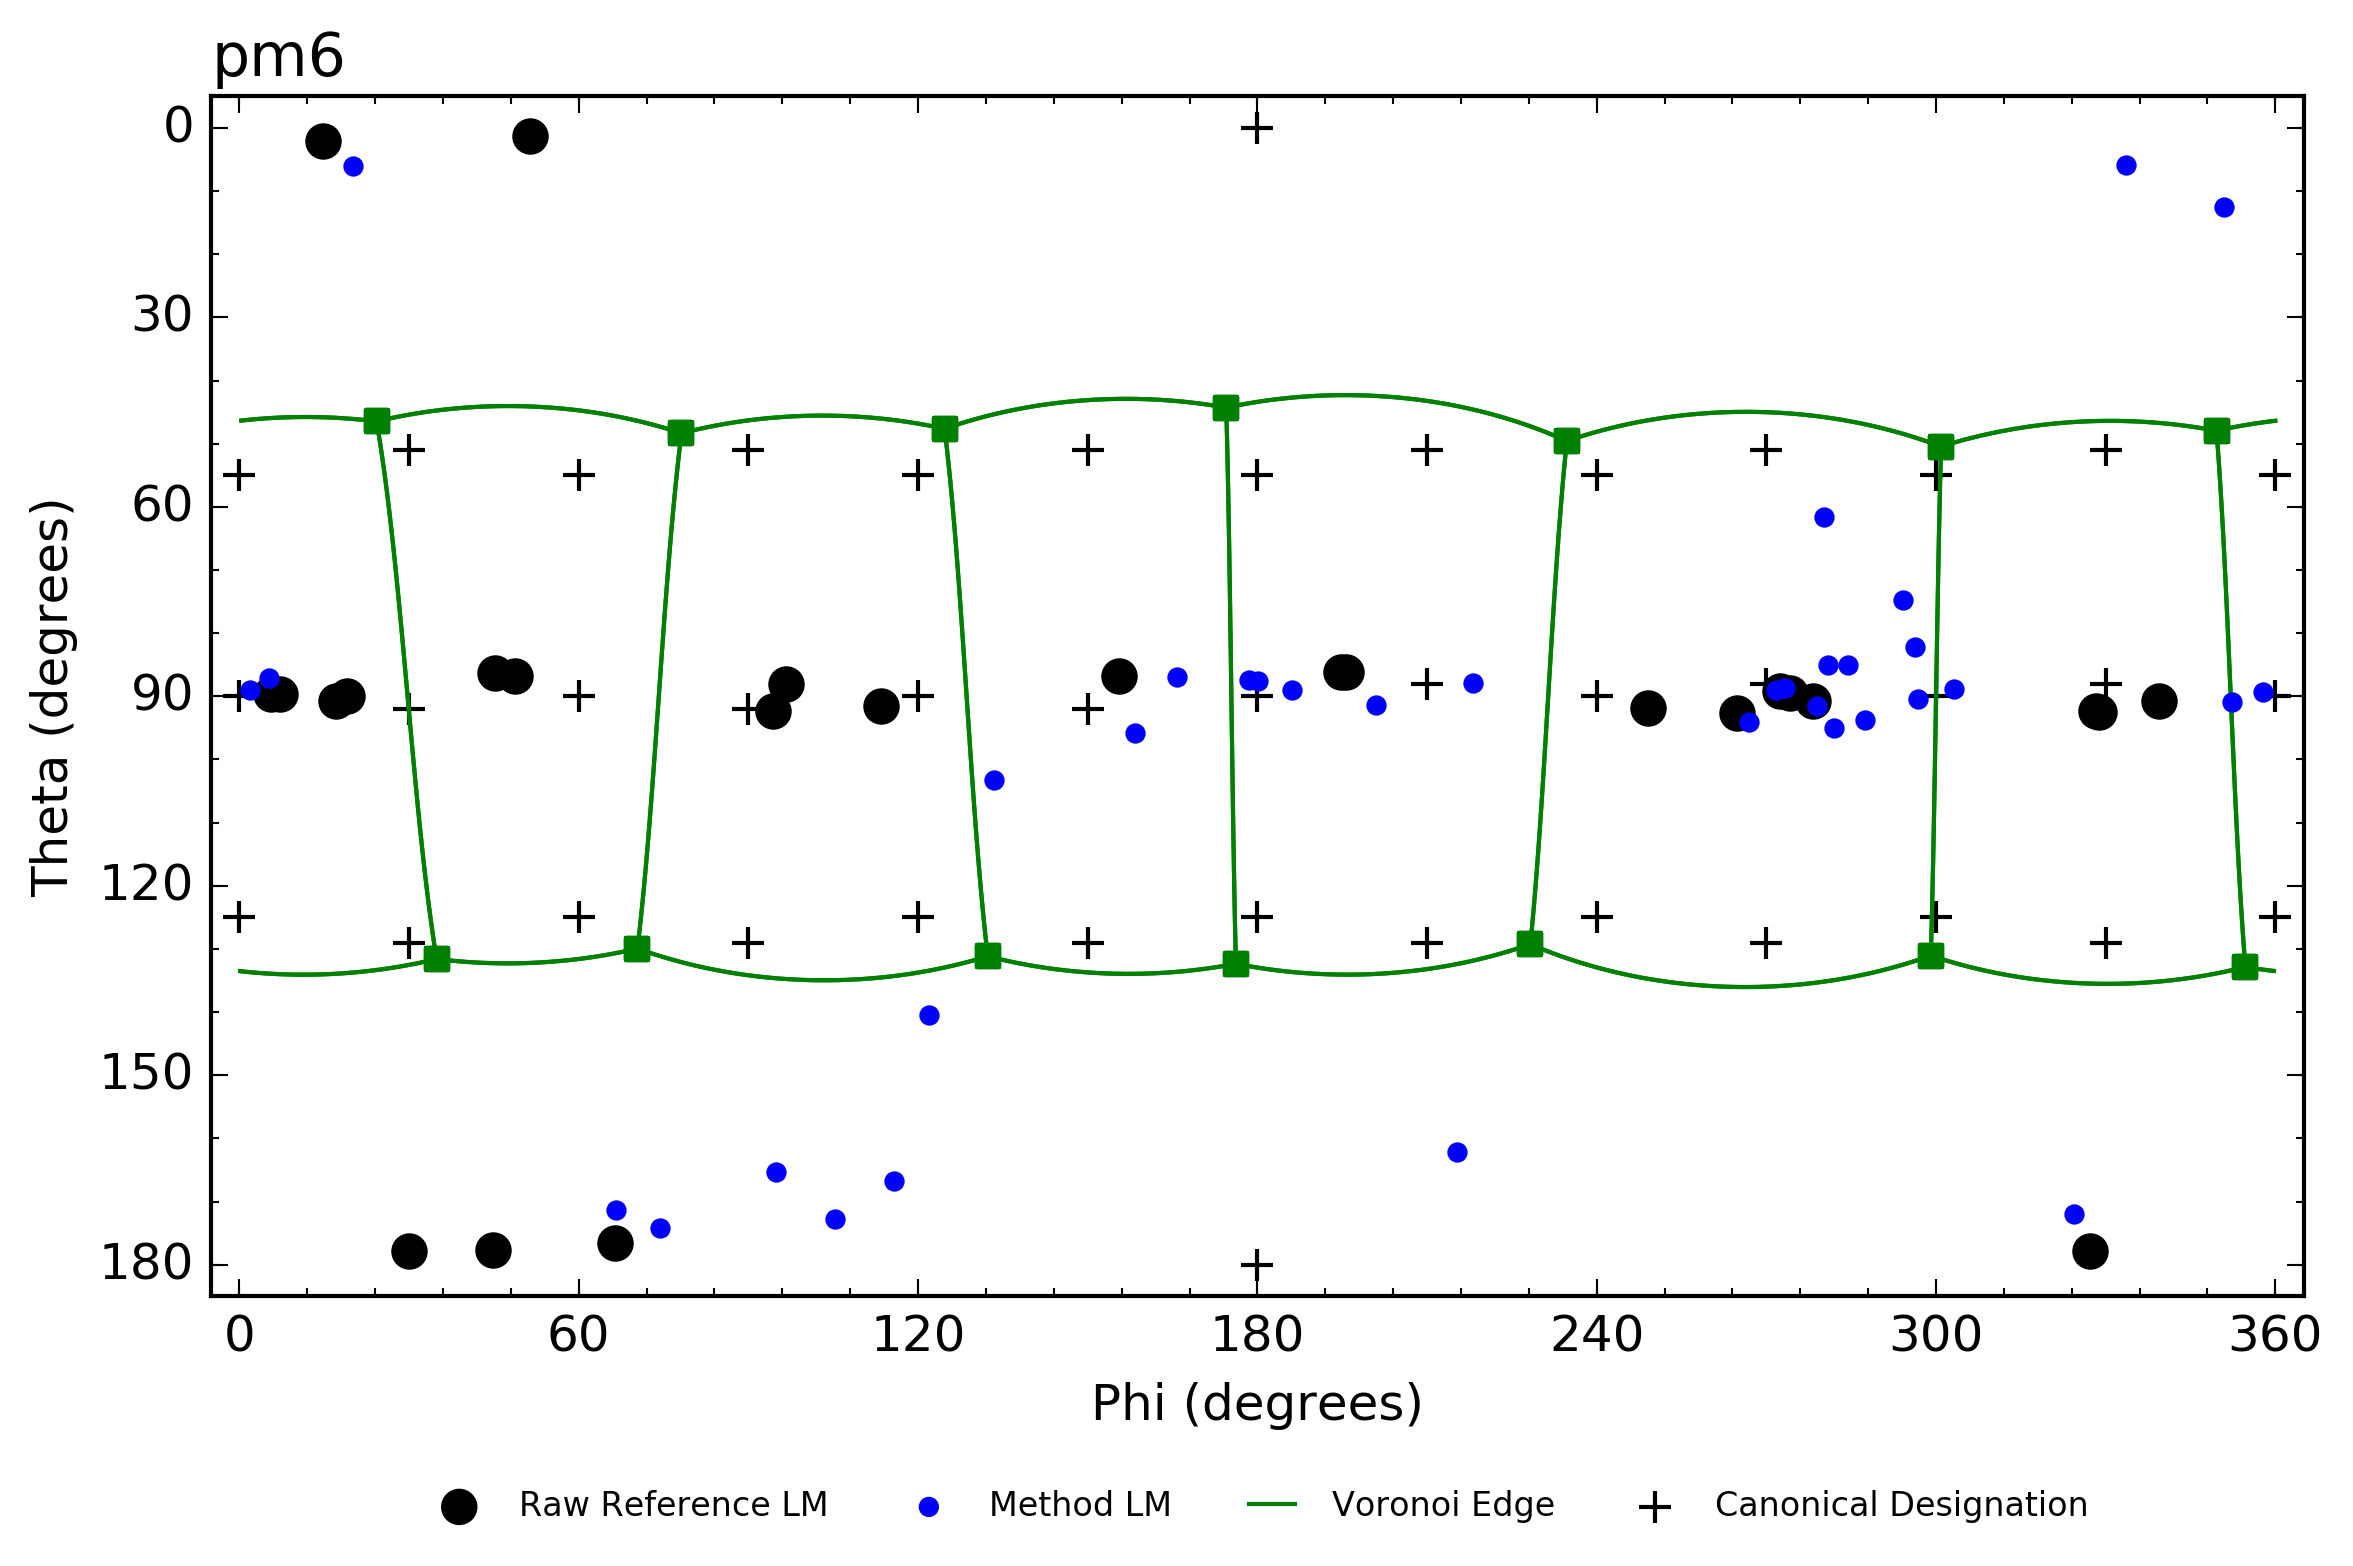 pm6
0
30
60
90
120
150
180
Theta (degrees)
0 60 120 180 240 300 360
Phi (degrees)
Raw Reference LM Method LM Voronoi Edge Canonical Designation